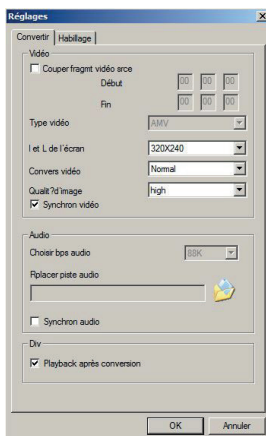 Réglages
Convertir Habillage
Vidéo
Couper fragmt vidéo srce
Début 00 00 00
Fin 00 00 00
Type vidéo AMV
l et L de l'écran 320X240
Convers vidéo Normal
Qualit?d'image high
Synchron vidéo
Audio
Choisir bps audio 88K
Rplacer piste audio
Synchron audio
Div
Playback après conversion
OK Annuler